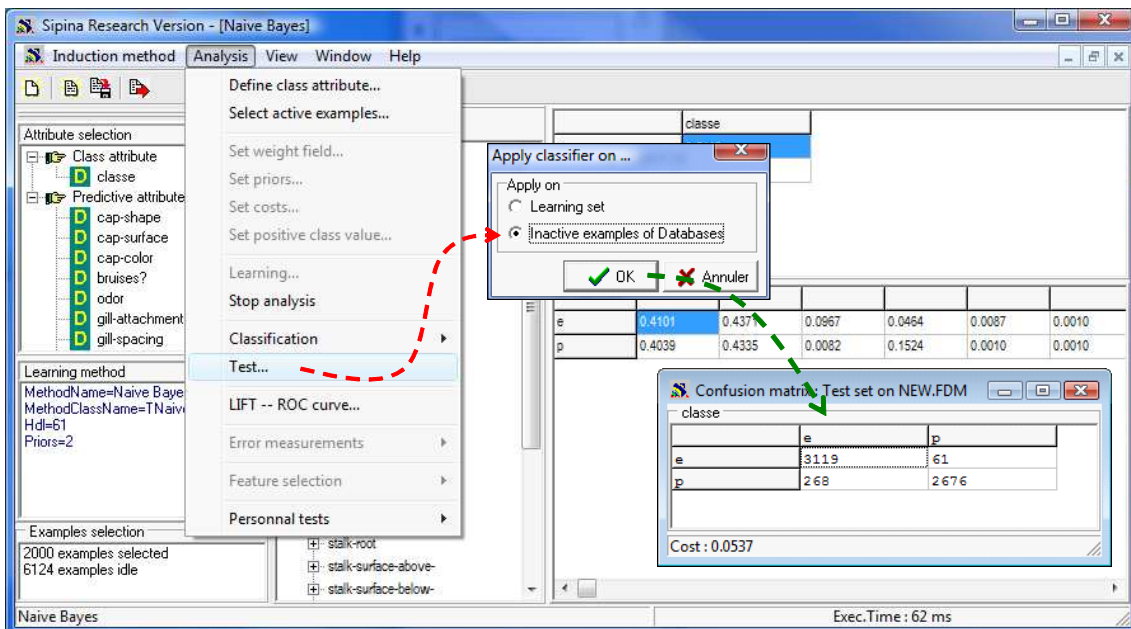 Sipina Research Version - [Naive Bayes]
Induction method Analysis View Window Help
Define class attribute...
Select active examples...
Set weight field...
Set priors...
Set costs...
Set positive class value...
Learning...
Stop analysis
Classification
Test...
LIFT -- ROC curve...
Error measurements
Feature selection
Personnal tests
Attribute selection
Class attribute
D classe
Predictive attribute
D cap-shape
D cap-surface
D cap-color
D bruises?
D odor
D gill-attachment
D gill-spacing
Learning method
MethodName=Naive Baye
MethodClassName=TNaiv
Hdl=61
Priors=2
Examples selection
2000 examples selected
6124 examples idle
stalk-root
stalk-surface-above-
stalk-surface-below-
classe
Apply classifier on ...
Apply on
Learning set
Inactive examples of Databases
OK Annuler
e 0.4101 0.4371 0.0967 0.0464 0.0087 0.0010
p 0.4039 0.4335 0.0082 0.1524 0.0010 0.0010
Confusion matrix : Test set on NEW.FDM
classe
e p
e 3119 61
p 268 2676
Cost : 0.0537
Naive Bayes Exec.Time : 62 ms